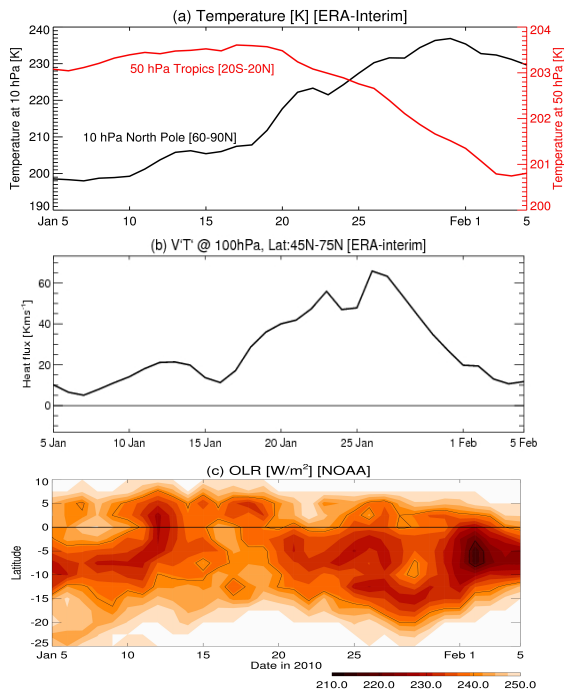 (a) Temperature [K] [ERA-Interim]
240
230
220
210
200
190
Temperature at 10 hPa [K]
204
203
202
201
200
Temperature at 50 hPa [K]
50 hPa Tropics [20S-20N]
10 hPa North Pole [60-90N]
Jan 5 10 15 20 25 Feb 1 5
(b) V'T' @ 100hPa, Lat:45N-75N [ERA-interim]
60
40
20
0
Heat flux [Kms⁻¹]
5 Jan 10 Jan 15 Jan 20 Jan 25 Jan 1 Feb 5 Feb
(c) OLR [W/m²] [NOAA]
10
5
0
-5
-10
-15
-20
-25
Latitude
Jan 5 10 15 20 25 Feb 1 5
Date in 2010
210.0 220.0 230.0 240.0 250.0